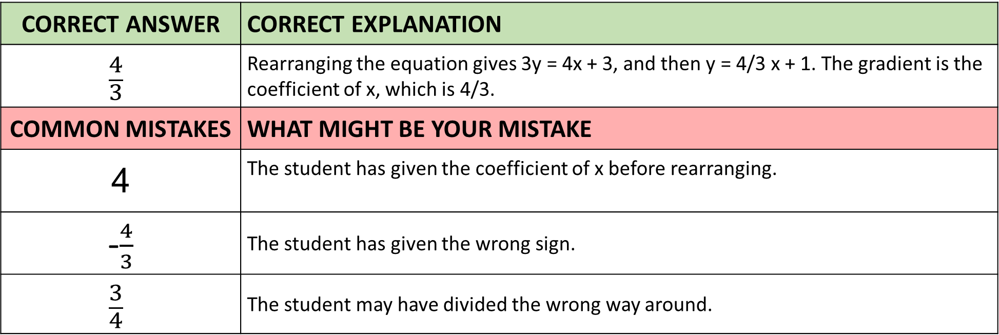 CORRECT ANSWER
CORRECT EXPLANATION
4/3
Rearranging the equation gives 3y = 4x + 3, and then y = 4/3 x + 1. The gradient is the
coefficient of x, which is 4/3.
COMMON MISTAKES
WHAT MIGHT BE YOUR MISTAKE
4
The student has given the coefficient of x before rearranging.
-4/3
The student has given the wrong sign.
3/4
The student may have divided the wrong way around.